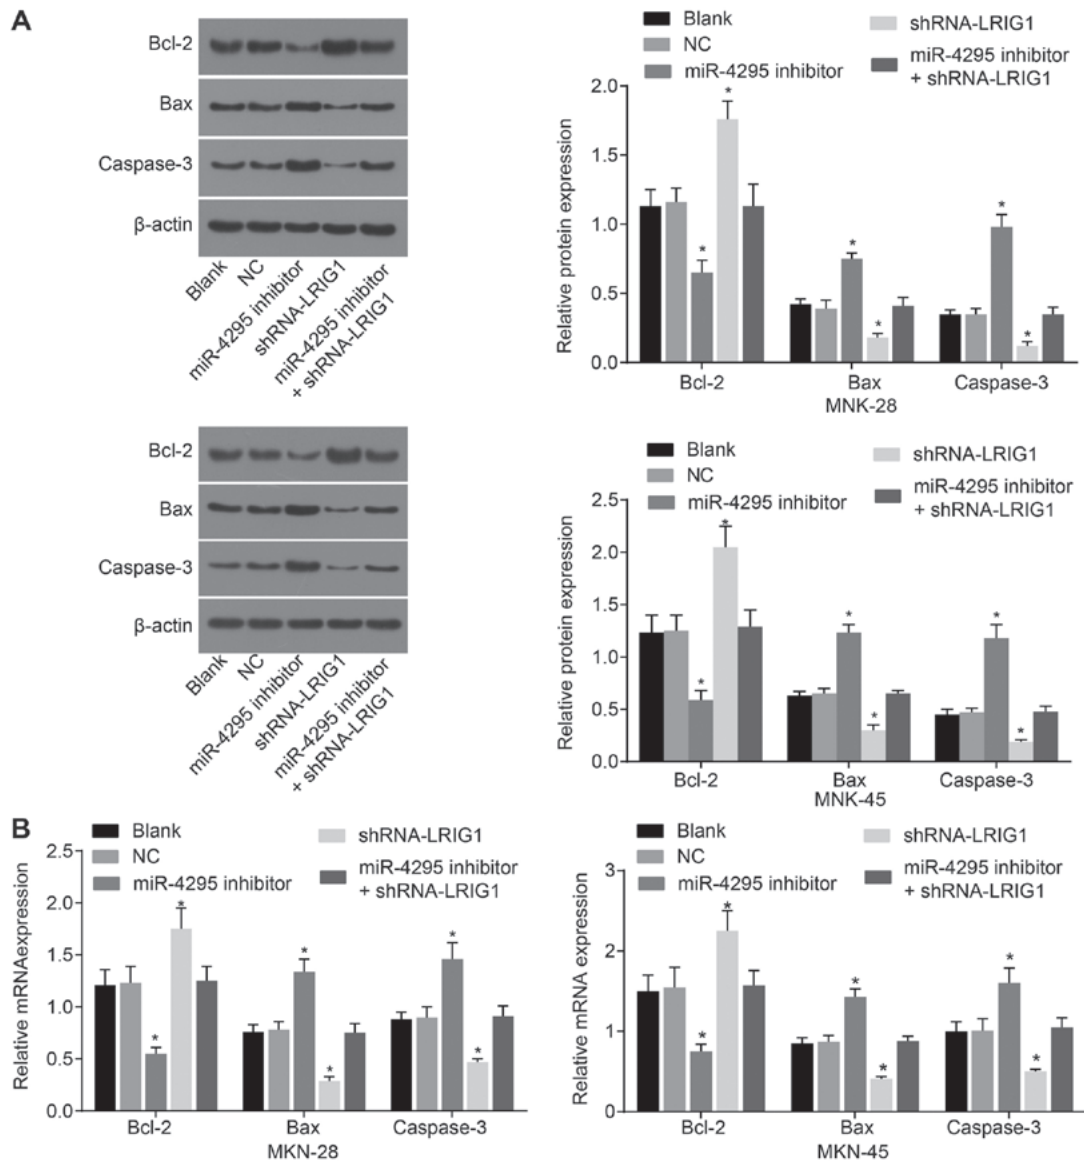 A
Bcl-2
Bax
Caspase-3
β-actin
Blank
NC
miR-4295 inhibitor
shRNA-LRIG1
miR-4295 inhibitor
+ shRNA-LRIG1
Blank
NC
miR-4295 inhibitor
shRNA-LRIG1
miR-4295 inhibitor
+ shRNA-LRIG1
Relative protein expression
2.0
1.5
1.0
0.5
0.0
*
*
*
*
*
*
Bcl-2 Bax Caspase-3
MNK-28
Bcl-2
Bax
Caspase-3
β-actin
Blank
NC
miR-4295 inhibitor
shRNA-LRIG1
miR-4295 inhibitor
+ shRNA-LRIG1
Blank
NC
miR-4295 inhibitor
shRNA-LRIG1
miR-4295 inhibitor
+ shRNA-LRIG1
Relative protein expression
2.5
2.0
1.5
1.0
0.5
0.0
*
*
*
*
*
*
Bcl-2 Bax Caspase-3
MNK-45
B
Blank
NC
miR-4295 inhibitor
shRNA-LRIG1
miR-4295 inhibitor
+ shRNA-LRIG1
Relative mRNAexpression
2.5
2.0
1.5
1.0
0.5
0.0
*
*
*
*
*
*
Bcl-2 Bax Caspase-3
MKN-28
Blank
NC
miR-4295 inhibitor
shRNA-LRIG1
miR-4295 inhibitor
+ shRNA-LRIG1
Relative mRNA expression
3
2
1
0
*
*
*
*
*
*
Bcl-2 Bax Caspase-3
MKN-45